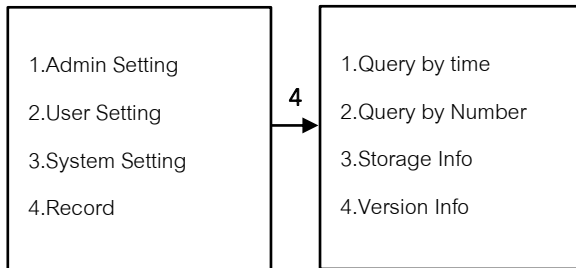 1.Admin Setting
2.User Setting
3.System Setting
4.Record
4
1.Query by time
2.Query by Number
3.Storage Info
4.Version Info